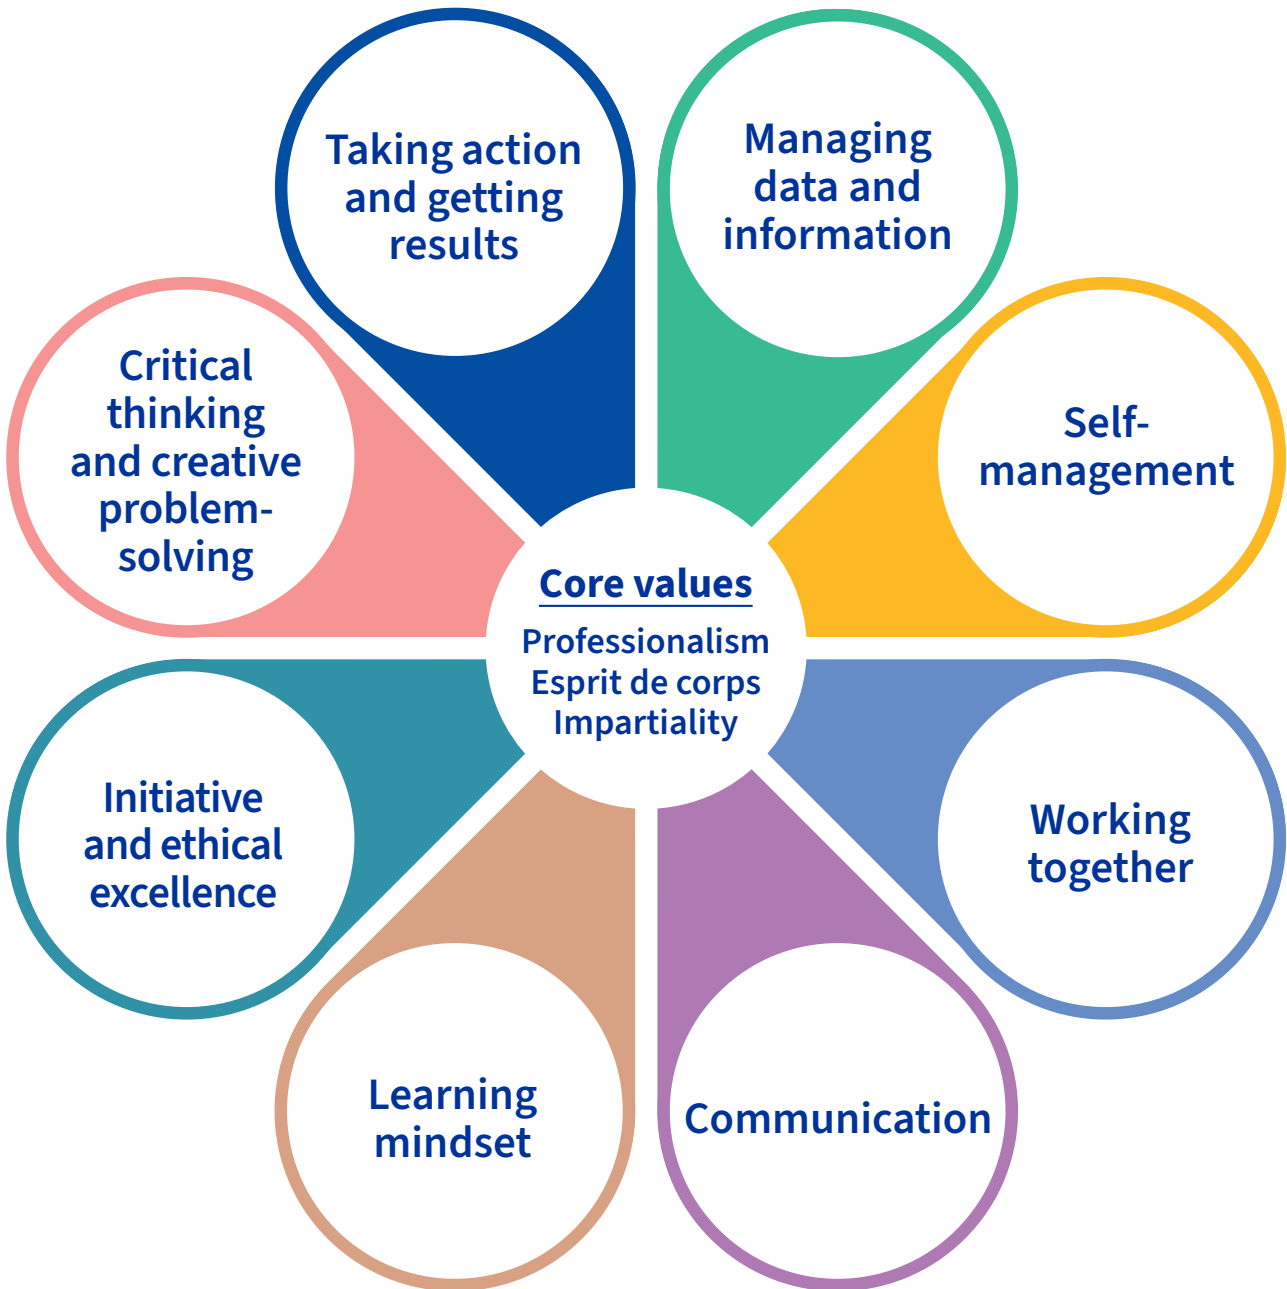 Taking action
and getting
results
Managing
data and
information
Self-
management
Working
together
Communication
Learning
mindset
Initiative
and ethical
excellence
Critical
thinking
and creative
problem-
solving
Core values
Professionalism
Esprit de corps
Impartiality